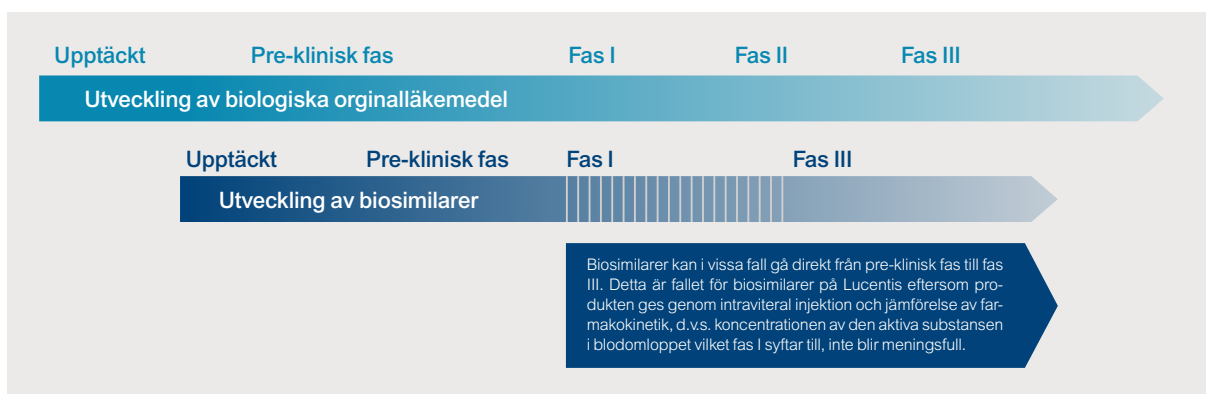 Upptäckt Pre-klinisk fas Fas I Fas II Fas III
Utveckling av biologiska orginalläkemedel
Upptäckt Pre-klinisk fas Fas I Fas III
Utveckling av biosimilarer
Biosimilarer kan i vissa fall gå direkt från pre-klinisk fas till fas
III. Detta är fallet för biosimilarer på Lucentis eftersom pro-
dukten ges genom intraviteral injektion och jämförelse av far-
makokinetik, d.v.s. koncentrationen av den aktiva substansen
i blodomloppet vilket fas I syftar till, inte blir meningsfull.